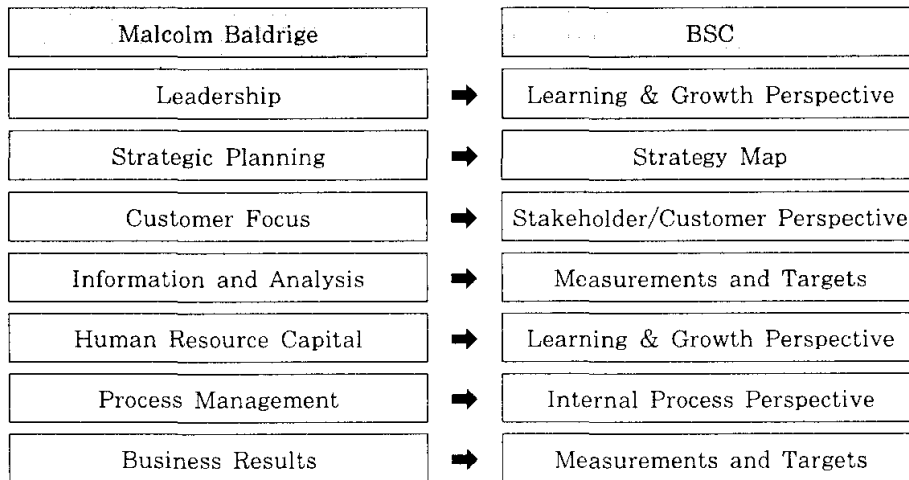 Malcolm Baldrige BSC
Leadership ➡ Learning & Growth Perspective
Strategic Planning ➡ Strategy Map
Customer Focus ➡ Stakeholder/Customer Perspective
Information and Analysis ➡ Measurements and Targets
Human Resource Capital ➡ Learning & Growth Perspective
Process Management ➡ Internal Process Perspective
Business Results ➡ Measurements and Targets